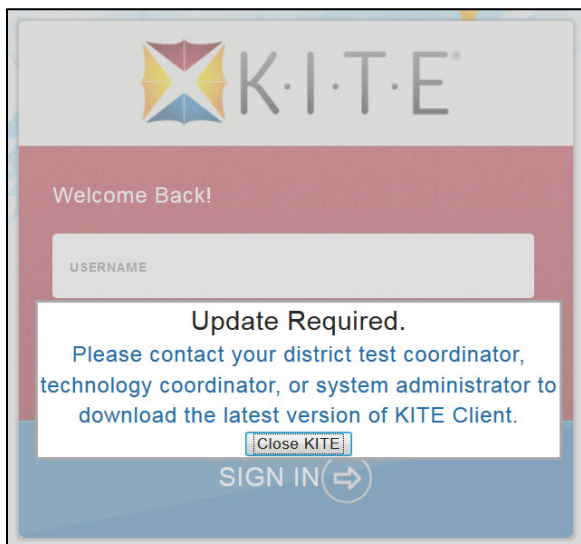 K·I·T·E®
Welcome Back!
USERNAME
Update Required.
Please contact your district test coordinator,
technology coordinator, or system administrator to
download the latest version of KITE Client.
Close KITE
SIGN IN